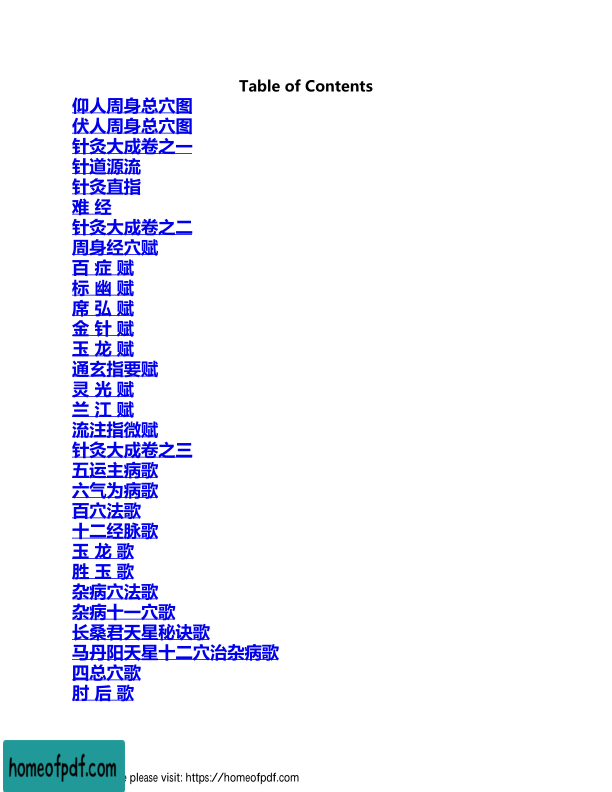 Table of Contents
仰人周身总穴图
伏人周身总穴图
针灸大成卷之一
针道源流
针灸直指
难 经
针灸大成卷之二
周身经穴赋
百 症 赋
标 幽 赋
席 弘 赋
金 针 赋
玉 龙 赋
通玄指要赋
灵 光 赋
兰 江 赋
流注指微赋
针灸大成卷之三
五运主病歌
六气为病歌
百穴法歌
十二经脉歌
玉 龙 歌
胜 玉 歌
杂病穴法歌
杂病十一穴歌
长桑君天星秘诀歌
马丹阳天星十二穴治杂病歌
四总穴歌
肘 后 歌
homeofpdf.com
please visit: https://homeofpdf.com